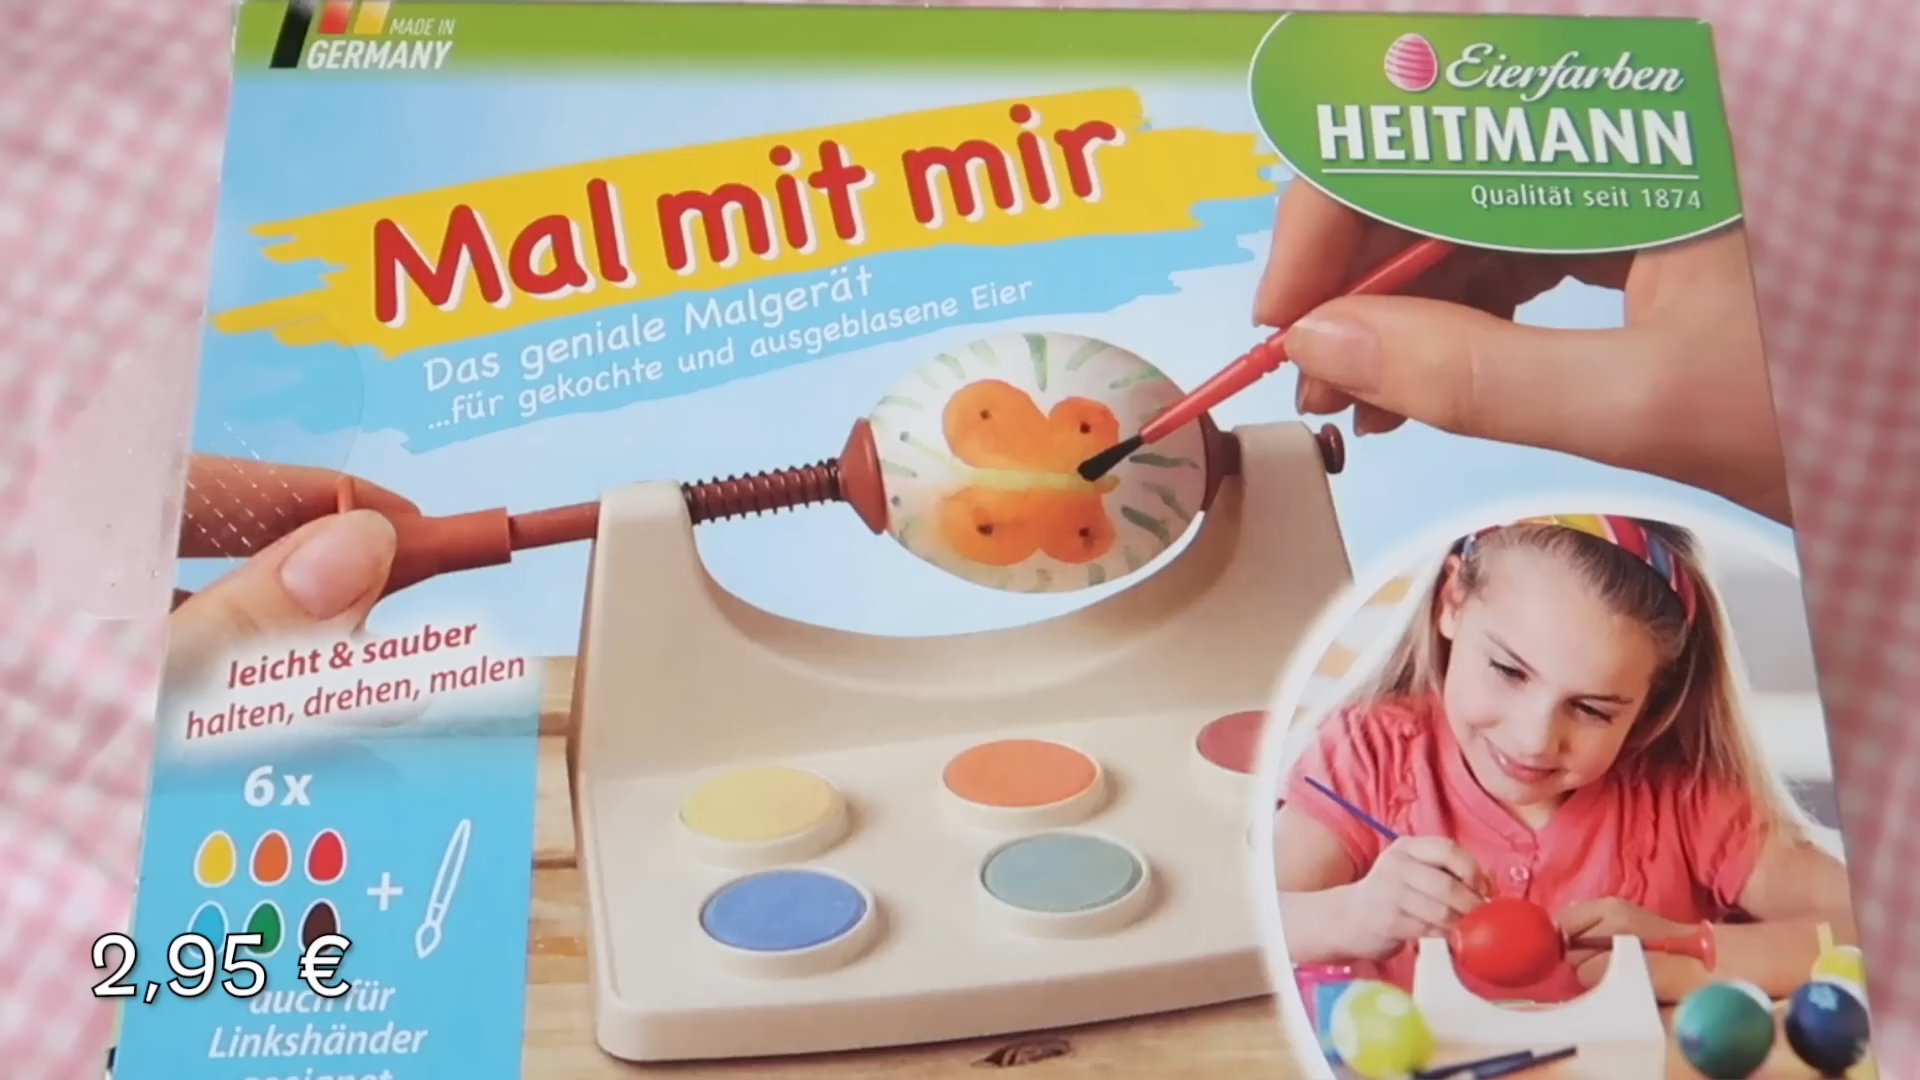 MADE IN
GERMANY
Eierfarben
HEITMANN
Qualität seit 1874
Mal mit mir
Das geniale Malgerät
...für gekochte und ausgeblasene Eier
leicht & sauber
halten, drehen, malen
6x
+
2,95 €
auch für
Linkshänder
geeignet